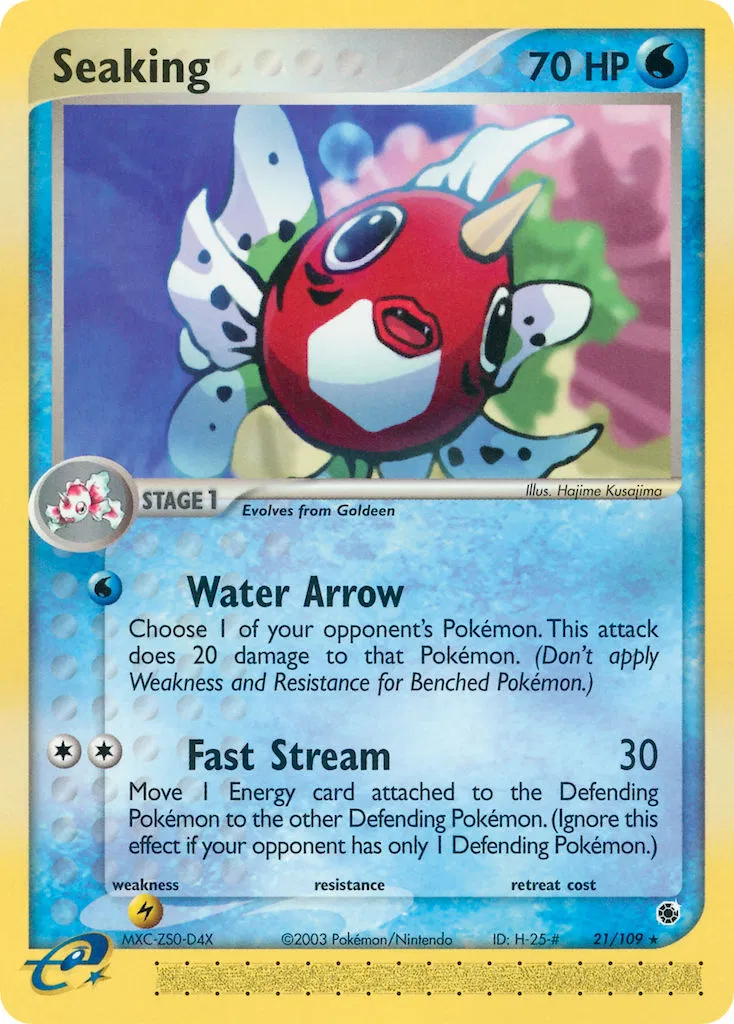 Seaking
70 HP
Illus. Hajime Kusajima
STAGE 1
Evolves from Goldeen
Water Arrow
Choose 1 of your opponent's Pokémon. This attack
does 20 damage to that Pokémon. (Don't apply
Weakness and Resistance for Benched Pokémon.)
Fast Stream 30
Move 1 Energy card attached to the Defending
Pokémon to the other Defending Pokémon. (Ignore this
effect if your opponent has only 1 Defending Pokémon.)
weakness resistance retreat cost
MXC-ZS0-D4X ©2003 Pokémon/Nintendo ID: H-25-# 21/109 ★
e